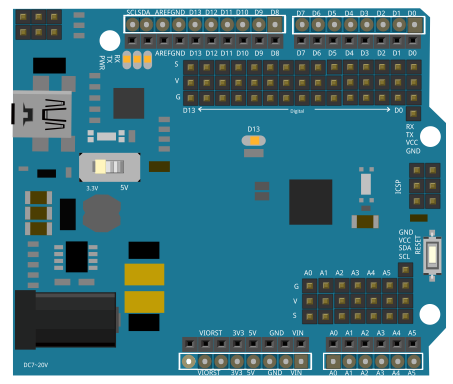 SCL SDA AREF GND D13 D12 D11 D10 D9 D8 D7 D6 D5 D4 D3 D2 D1 D0
AREF GND D13 D12 D11 D10 D9 D8 D7 D6 D5 D4 D3 D2 D1 D0
RX
TX
PWR
S
V
G
D13 Digital D0
RX
TX
VCC
GND
D13
3.3V 5V
ICSP
GND
VCC
SDA
SCL
RESET
A0 A1 A2 A3 A4 A5
G
V
S
VIORST 3V3 5V GND VIN A0 A1 A2 A3 A4 A5
DC7~20V VIORST 3V3 5V GND VIN A0 A1 A2 A3 A4 A5